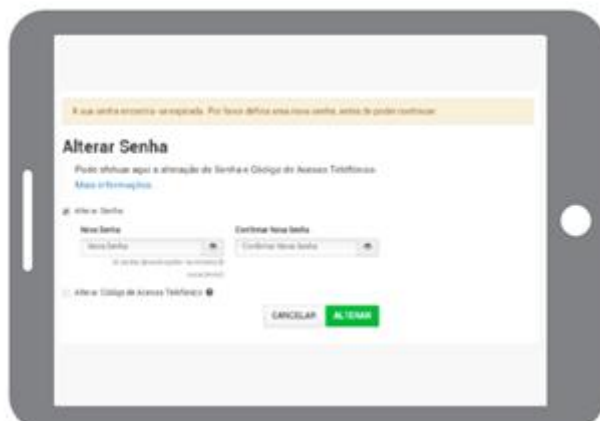 A sua senha encontra-se expirada. Por favor defina uma nova senha, antes de poder continuar.
Alterar Senha
Pode efetuar aqui a alteração de Senha e Código de Acesso Telefónico.
Mais informações.
Alterar Senha
Nova Senha Confirmar Nova Senha
Nova Senha Confirmar Nova Senha
Alterar Código de Acesso Telefónico
CANCELAR ALTERAR